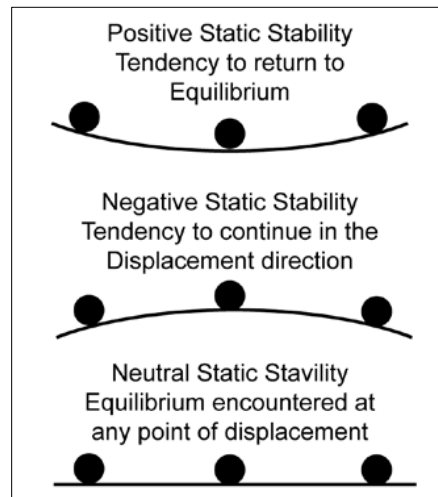 Positive Static Stability
Tendency to return to
Equilibrium
Negative Static Stability
Tendency to continue in the
Displacement direction
Neutral Static Stavility
Equilibrium encountered at
any point of displacement